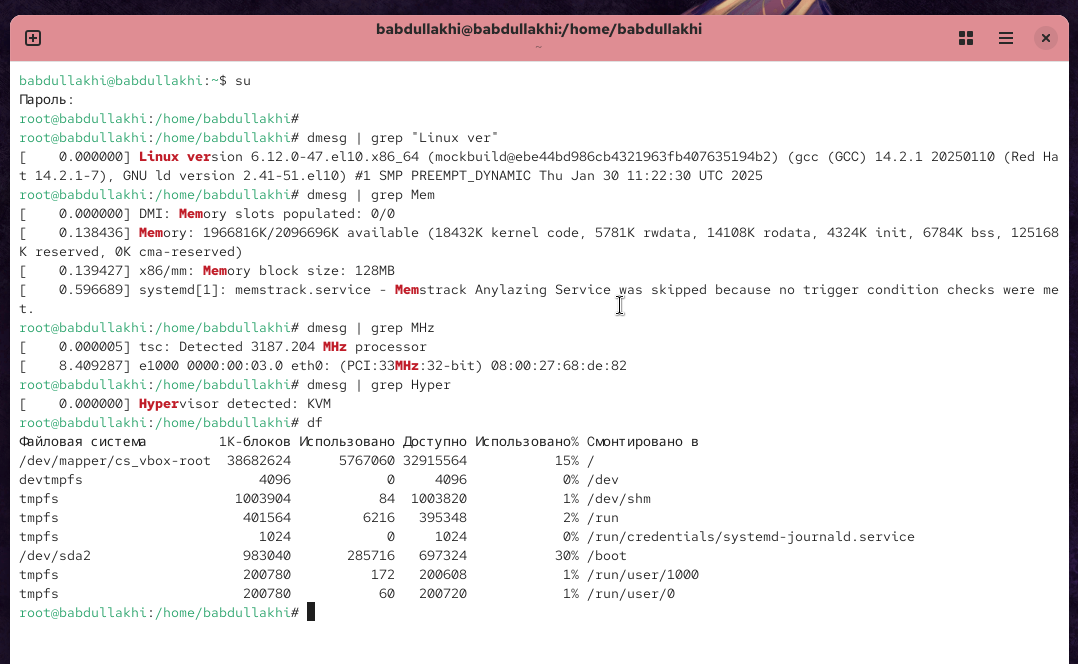 babdullakhi@babdullakhi:/home/babdullakhi
~
babdullakhi@babdullakhi:~$ su
Пароль:
root@babdullakhi:/home/babdullakhi#
root@babdullakhi:/home/babdullakhi# dmesg | grep "Linux ver"
[    0.000000] Linux version 6.12.0-47.el10.x86_64 (mockbuild@ebe44bd986cb4321963fb407635194b2) (gcc (GCC) 14.2.1 20250110 (Red Ha
t 14.2.1-7), GNU ld version 2.41-51.el10) #1 SMP PREEMPT_DYNAMIC Thu Jan 30 11:22:30 UTC 2025
root@babdullakhi:/home/babdullakhi# dmesg | grep Mem
[    0.000000] DMI: Memory slots populated: 0/0
[    0.138436] Memory: 1966816K/2096696K available (18432K kernel code, 5781K rwdata, 14108K rodata, 4324K init, 6784K bss, 125168
K reserved, 0K cma-reserved)
[    0.139427] x86/mm: Memory block size: 128MB
[    0.596689] systemd[1]: memstrack.service - Memstrack Anylazing Service was skipped because no trigger condition checks were me
t.
root@babdullakhi:/home/babdullakhi# dmesg | grep MHz
[    0.000005] tsc: Detected 3187.204 MHz processor
[    8.409287] e1000 0000:00:03.0 eth0: (PCI:33MHz:32-bit) 08:00:27:68:de:82
root@babdullakhi:/home/babdullakhi# dmesg | grep Hyper
[    0.000000] Hypervisor detected: KVM
root@babdullakhi:/home/babdullakhi# df
Файловая система         1K-блоков Использовано Доступно Использовано% Смонтировано в
/dev/mapper/cs_vbox-root  38682624      5767060 32915564           15% /
devtmpfs                      4096            0     4096            0% /dev
tmpfs                      1003904           84  1003820            1% /dev/shm
tmpfs                       401564         6216   395348            2% /run
tmpfs                         1024            0     1024            0% /run/credentials/systemd-journald.service
/dev/sda2                   983040       285716   697324           30% /boot
tmpfs                       200780          172   200608            1% /run/user/1000
tmpfs                       200780           60   200720            1% /run/user/0
root@babdullakhi:/home/babdullakhi#